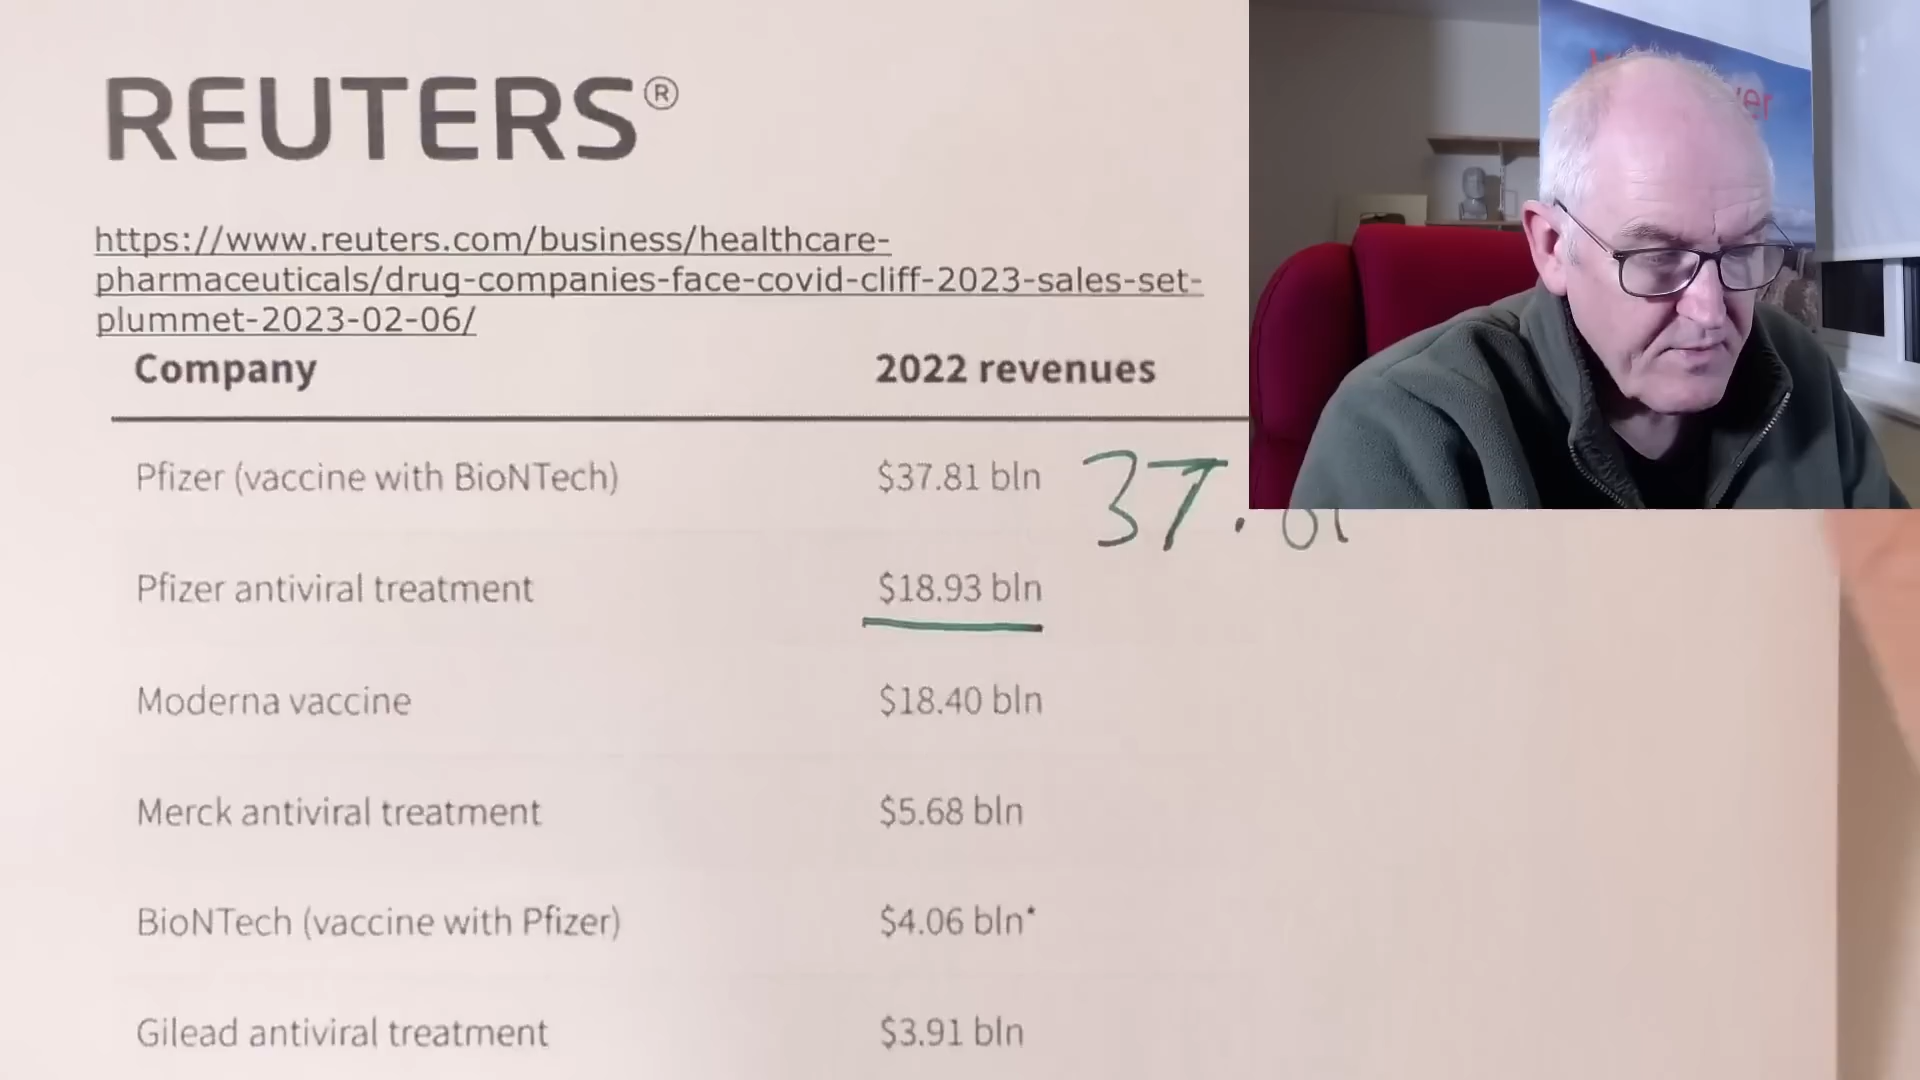 REUTERS®
https://www.reuters.com/business/healthcare-
pharmaceuticals/drug-companies-face-covid-cliff-2023-sales-set-
plummet-2023-02-06/
Company 2022 revenues
Pfizer (vaccine with BioNTech) $37.81 bln 37.
Pfizer antiviral treatment $18.93 bln
Moderna vaccine $18.40 bln
Merck antiviral treatment $5.68 bln
BioNTech (vaccine with Pfizer) $4.06 bln*
Gilead antiviral treatment $3.91 bln